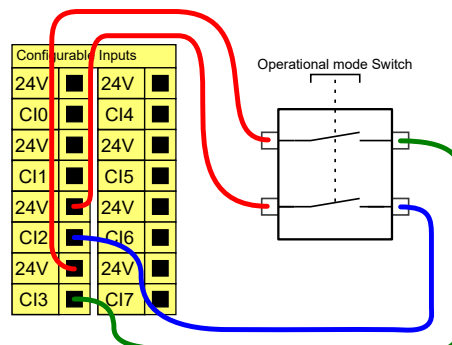 Configurable Inputs
24V 24V
CI0 CI4
24V 24V
CI1 CI5
24V 24V
CI2 CI6
24V 24V
CI3 CI7
Operational mode Switch